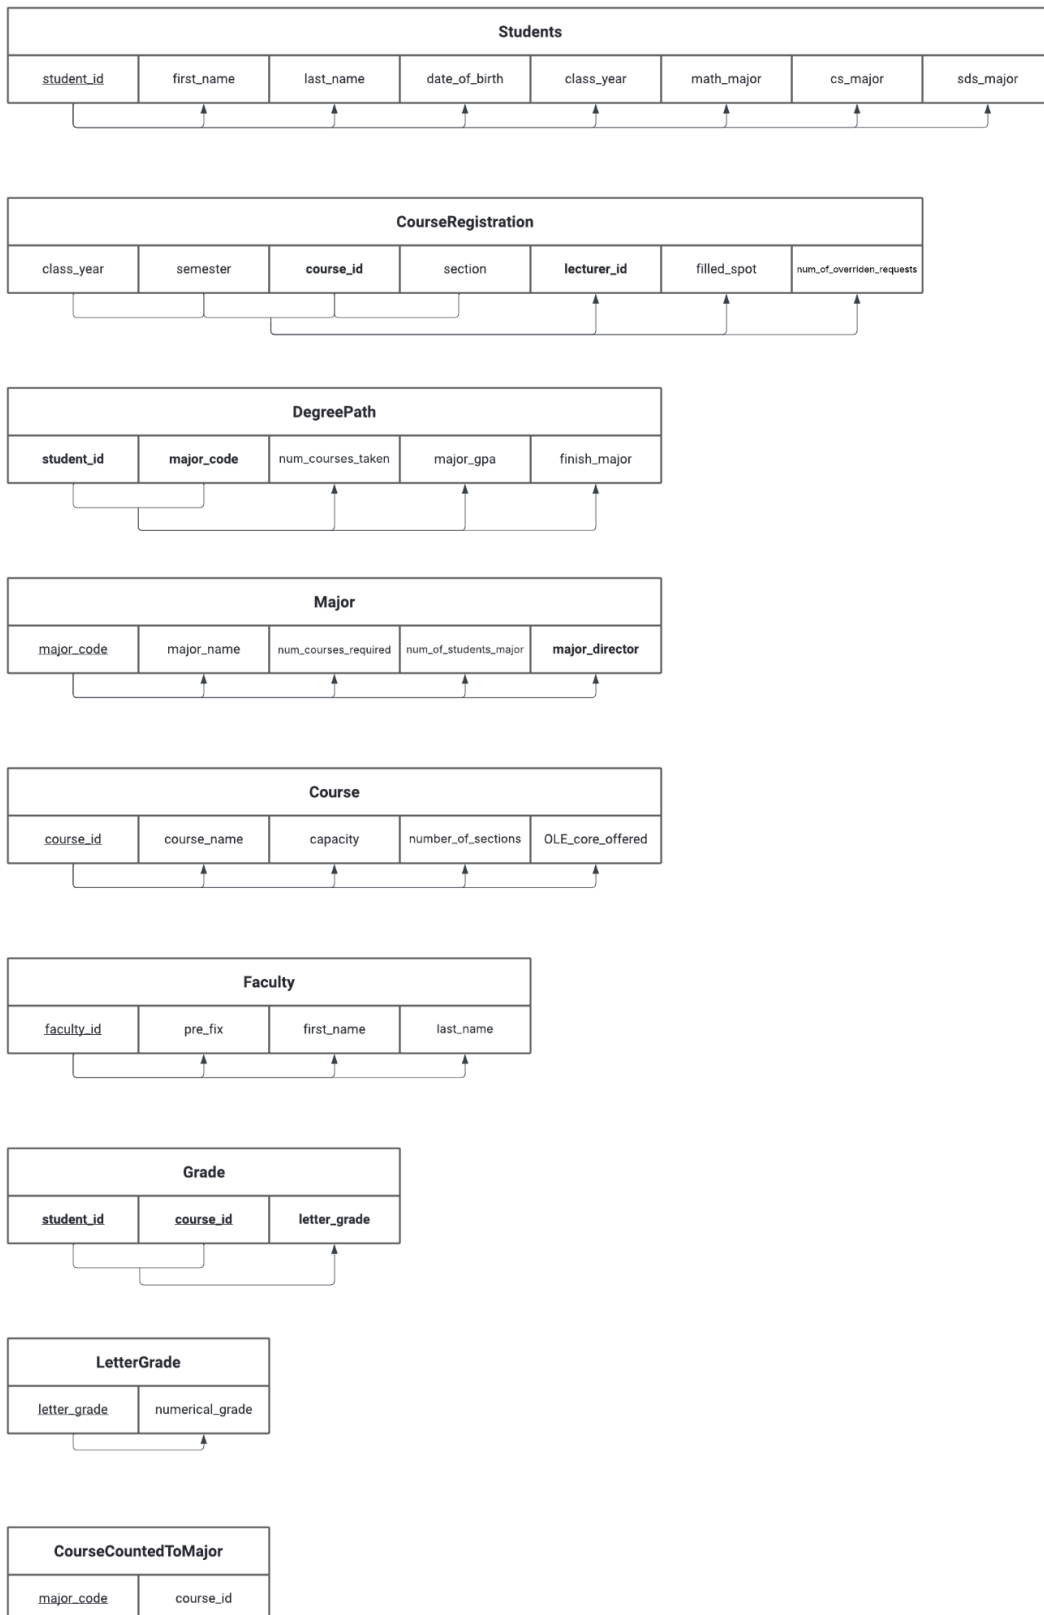 Students
student_id first_name last_name date_of_birth class_year math_major cs_major sds_major
CourseRegistration
class_year semester course_id section lecturer_id filled_spot num_of_overriden_requests
DegreePath
student_id major_code num_courses_taken major_gpa finish_major
Major
major_code major_name num_courses_required num_of_students_major major_director
Course
course_id course_name capacity number_of_sections OLE_core_offered
Faculty
faculty_id pre_fix first_name last_name
Grade
student_id course_id letter_grade
LetterGrade
letter_grade numerical_grade
CourseCountedToMajor
major_code course_id